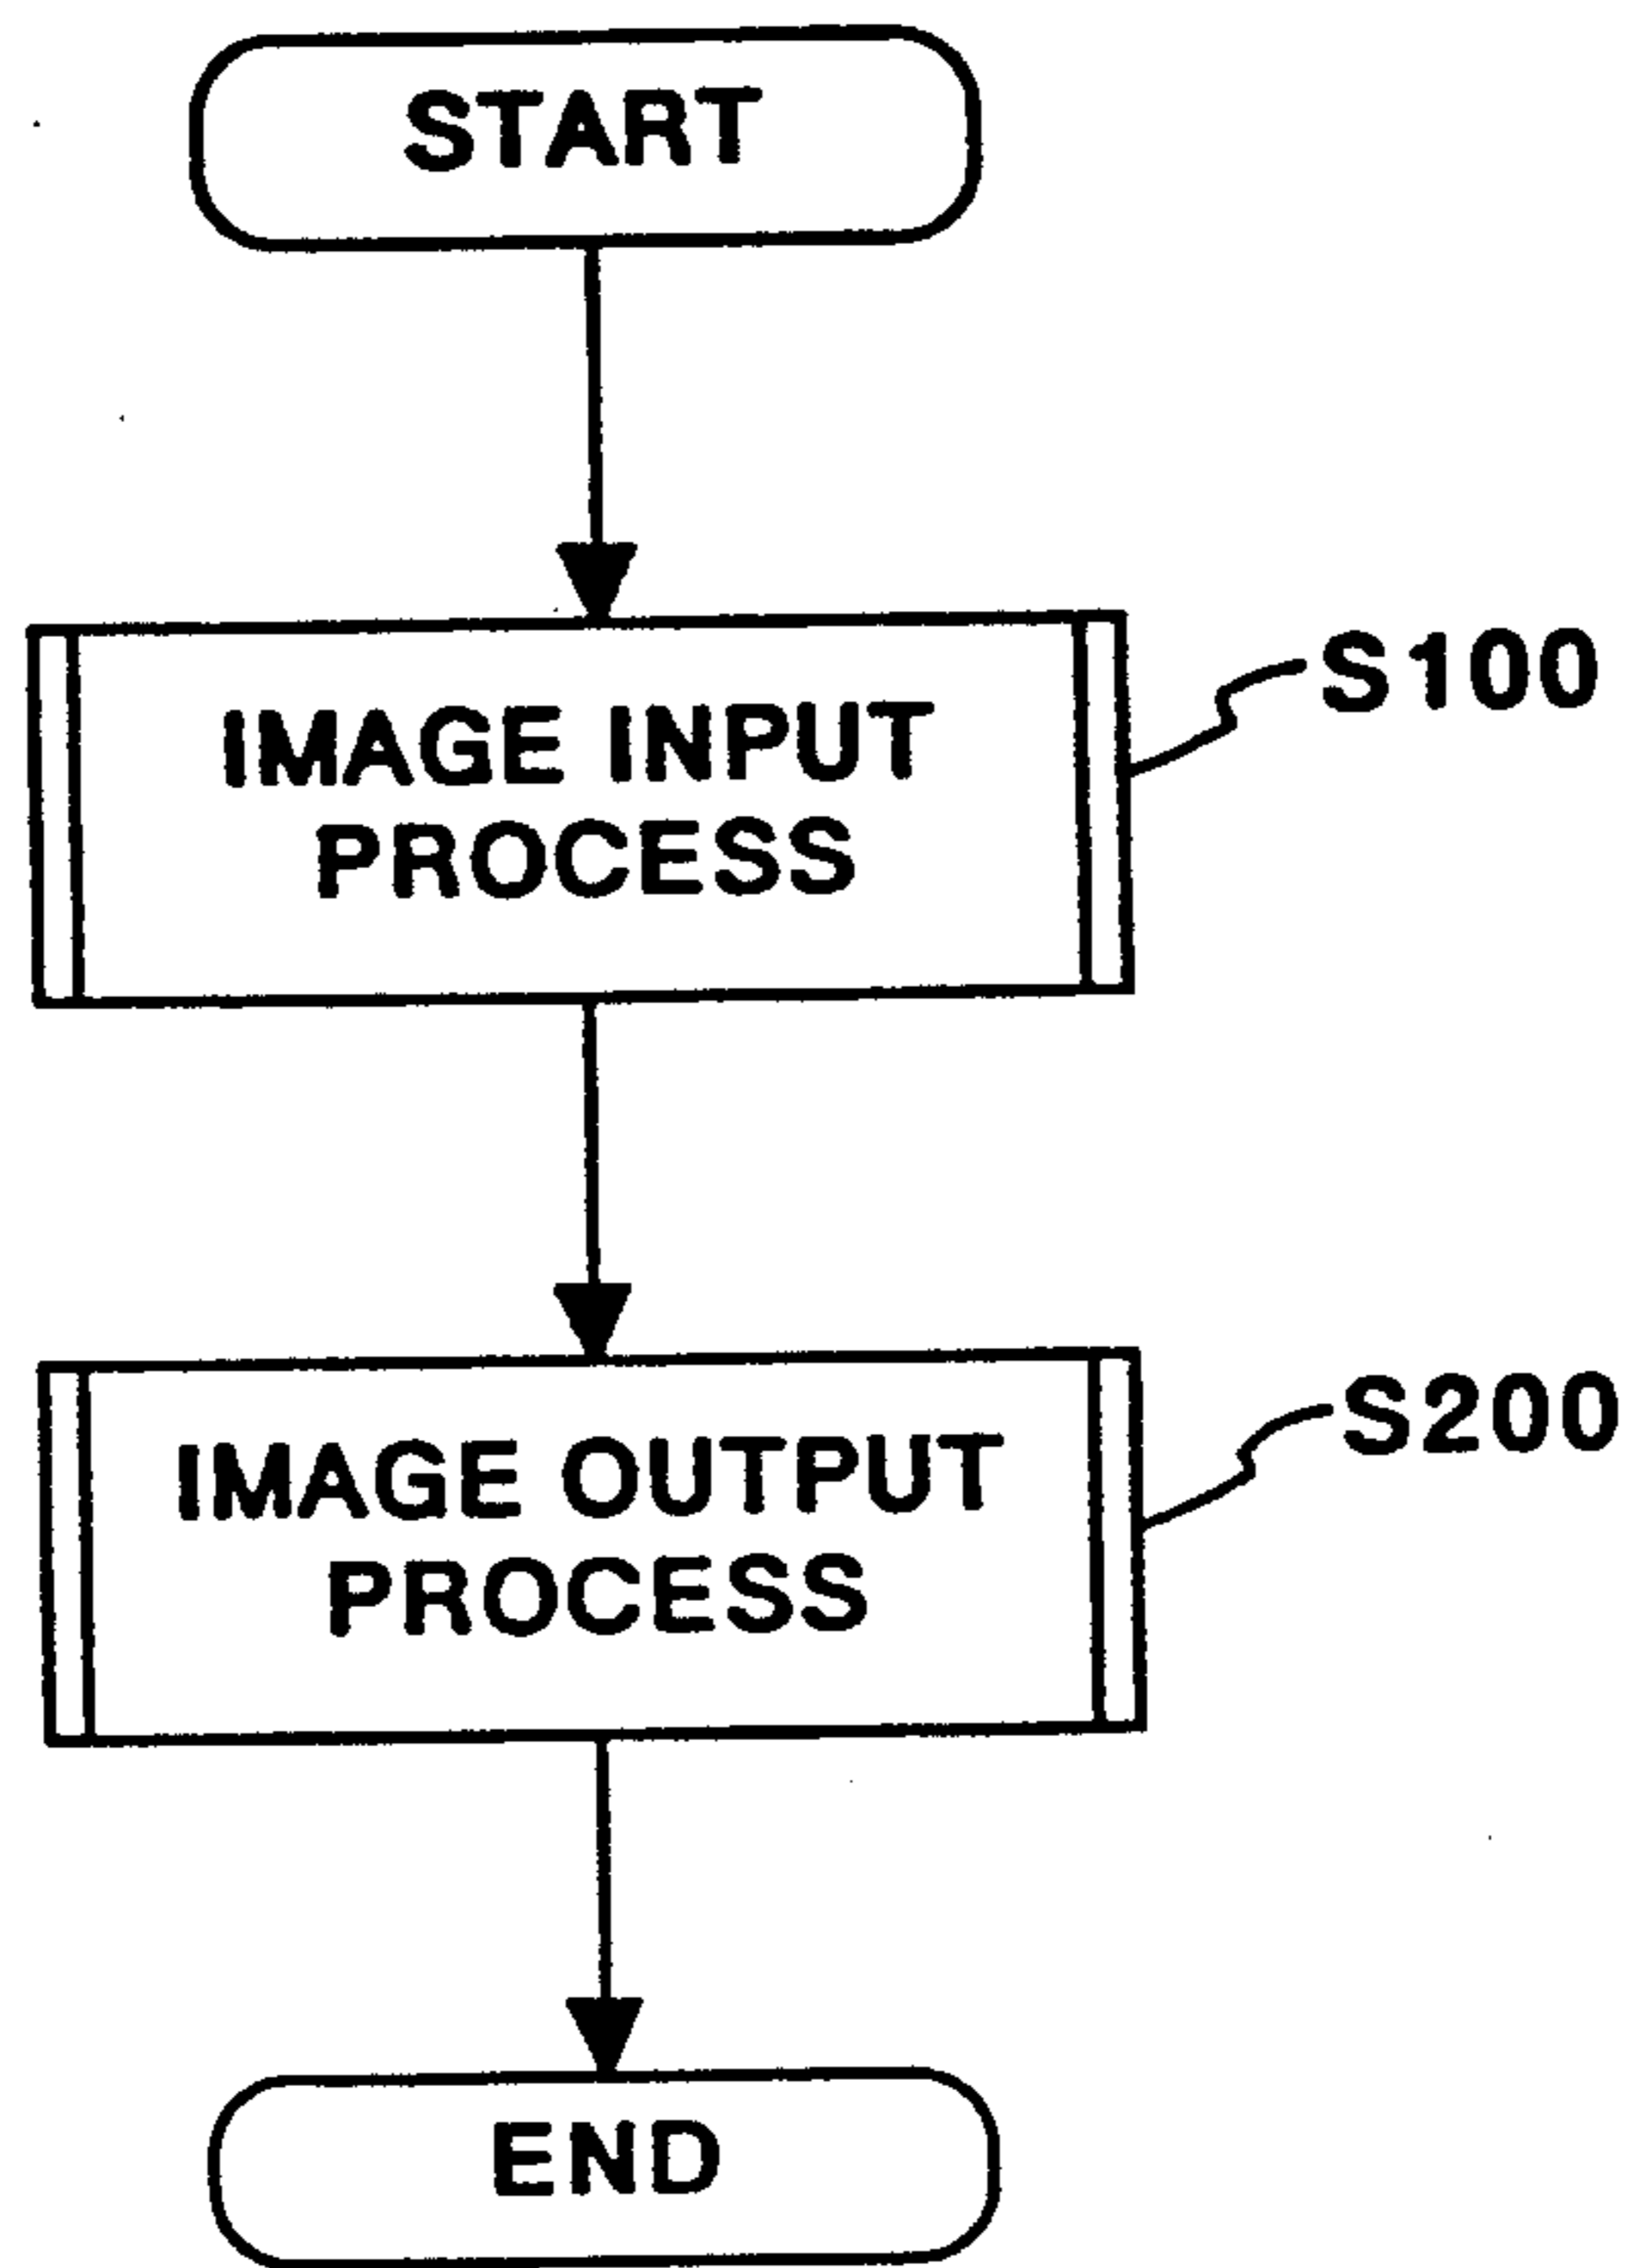 START
IMAGE INPUT
PROCESS
S100
IMAGE OUTPUT
PROCESS
S200
END